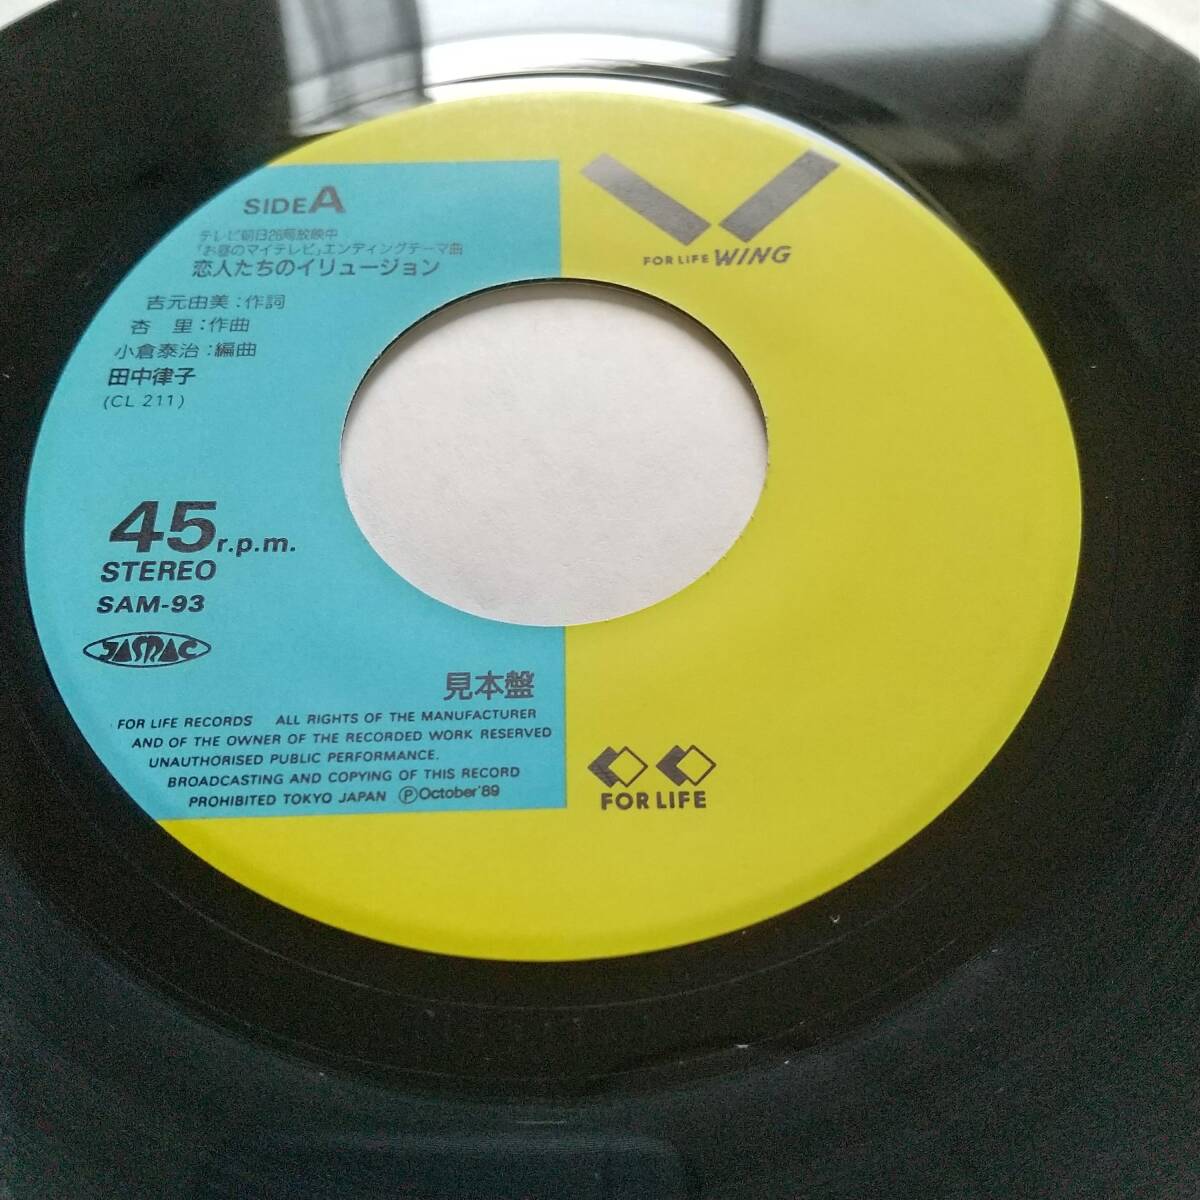 SIDE A
テレビ朝日26局放映中
「お昼のマイテレビ」エンディングテーマ曲
恋人たちのイリュージョン
吉元由美:作詞
杏 里:作曲
小倉泰治:編曲
田中律子
(CL 211)
45 r.p.m.
STEREO
SAM-93
JASRAC
見本盤
FOR LIFE RECORDS ALL RIGHTS OF THE MANUFACTURER
AND OF THE OWNER OF THE RECORDED WORK RESERVED
UNAUTHORISED PUBLIC PERFORMANCE.
BROADCASTING AND COPYING OF THIS RECORD
PROHIBITED TOKYO JAPAN ⓟOctober'89
FOR LIFE WING
FOR LIFE